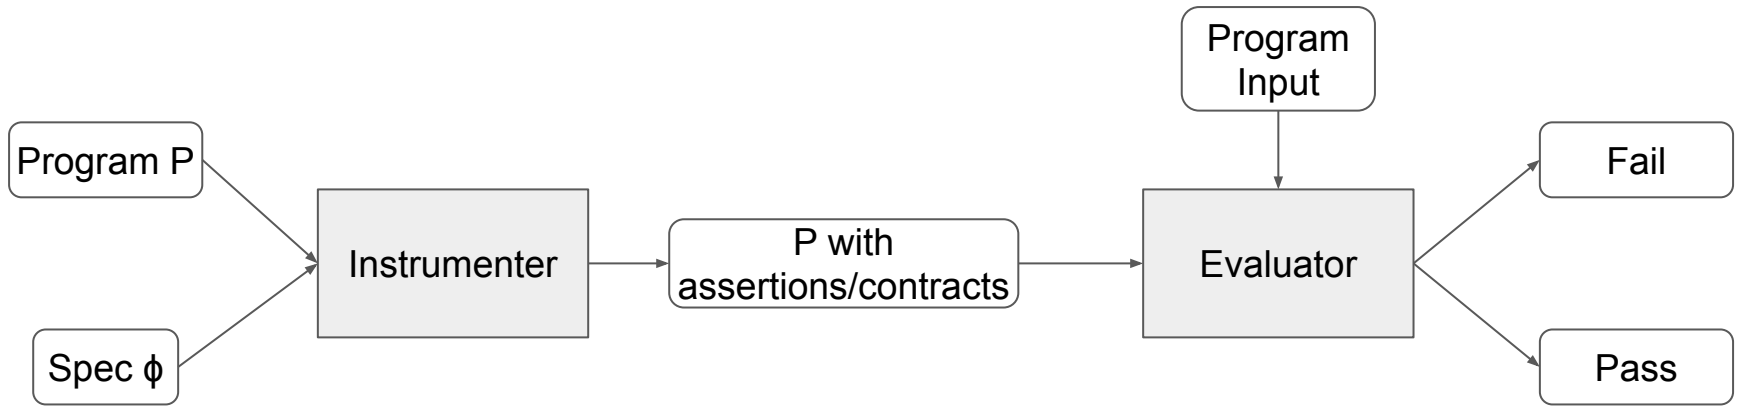 Program
Input
Program P
Fail
Instrumenter
P with
assertions/contracts
Evaluator
Spec ϕ
Pass